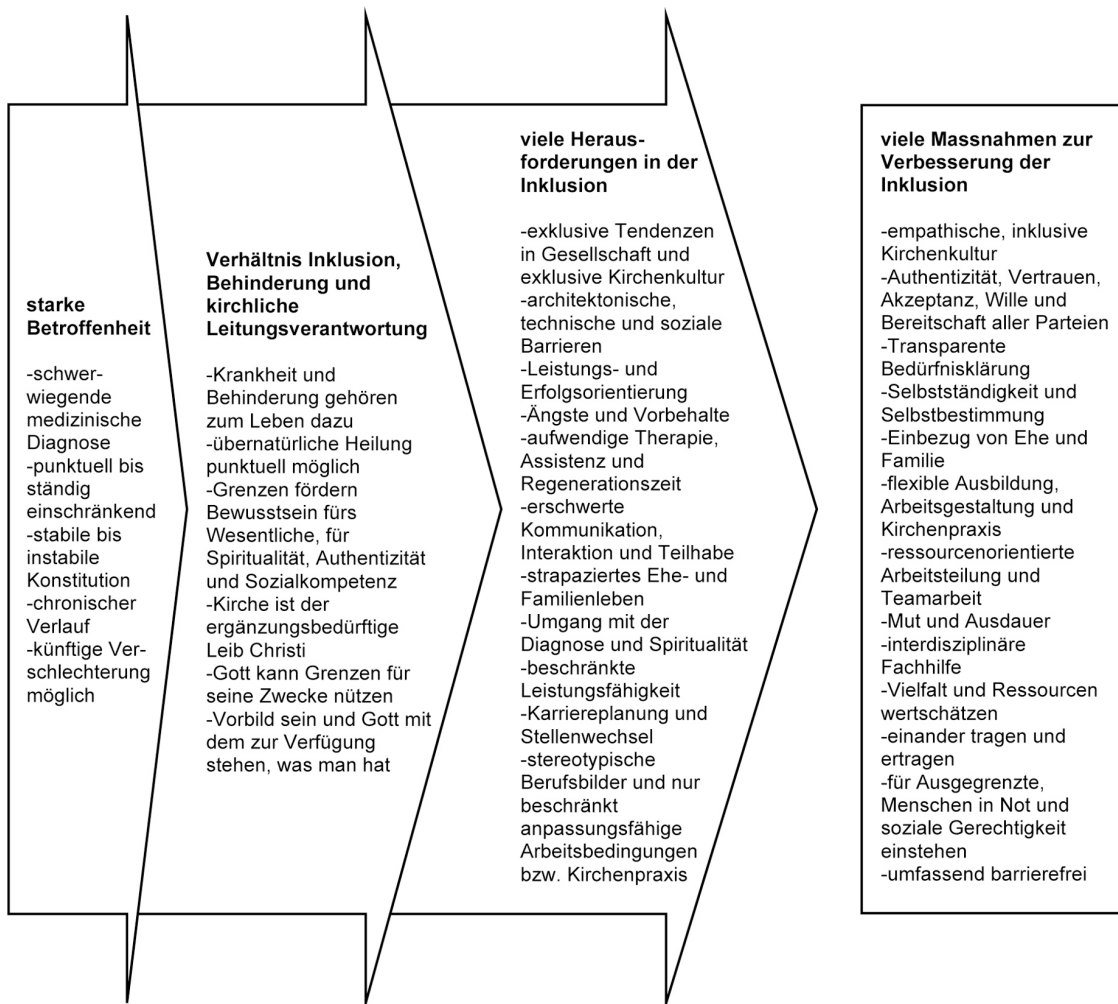 starke
Betroffenheit
-schwer-
wiegende
medizinische
Diagnose
-punktuell bis
ständig
einschränkend
-stabile bis
instabile
Konstitution
-chronischer
Verlauf
-künftige Ver-
schlechterung
möglich
Verhältnis Inklusion,
Behinderung und
kirchliche
Leitungsverantwortung
-Krankheit und
Behinderung gehören
zum Leben dazu
-übernatürliche Heilung
punktuell möglich
-Grenzen fördern
Bewusstsein fürs
Wesentliche, für
Spiritualität, Authentizität
und Sozialkompetenz
-Kirche ist der
ergänzungsbedürftige
Leib Christi
-Gott kann Grenzen für
seine Zwecke nützen
-Vorbild sein und Gott mit
dem zur Verfügung
stehen, was man hat
viele Heraus-
forderungen in der
Inklusion
-exklusive Tendenzen
in Gesellschaft und
exklusive Kirchenkultur
-architektonische,
technische und soziale
Barrieren
-Leistungs- und
Erfolgsorientierung
-Ängste und Vorbehalte
-aufwendige Therapie,
Assistenz und
Regenerationszeit
-erschwerte
Kommunikation,
Interaktion und Teilhabe
-strapaziertes Ehe- und
Familienleben
-Umgang mit der
Diagnose und Spiritualität
-beschränkte
Leistungsfähigkeit
-Karriereplanung und
Stellenwechsel
-stereotypische
Berufsbilder und nur
beschränkt
anpassungsfähige
Arbeitsbedingungen
bzw. Kirchenpraxis
viele Massnahmen zur
Verbesserung der
Inklusion
-empathische, inklusive
Kirchenkultur
-Authentizität, Vertrauen,
Akzeptanz, Wille und
Bereitschaft aller Parteien
-Transparente
Bedürfnisklärung
-Selbstständigkeit und
Selbstbestimmung
-Einbezug von Ehe und
Familie
-flexible Ausbildung,
Arbeitsgestaltung und
Kirchenpraxis
-ressourcenorientierte
Arbeitsteilung und
Teamarbeit
-Mut und Ausdauer
-interdisziplinäre
Fachhilfe
-Vielfalt und Ressourcen
wertschätzen
-einander tragen und
ertragen
-für Ausgegrenzte,
Menschen in Not und
soziale Gerechtigkeit
einstehen
-umfassend barrierefrei